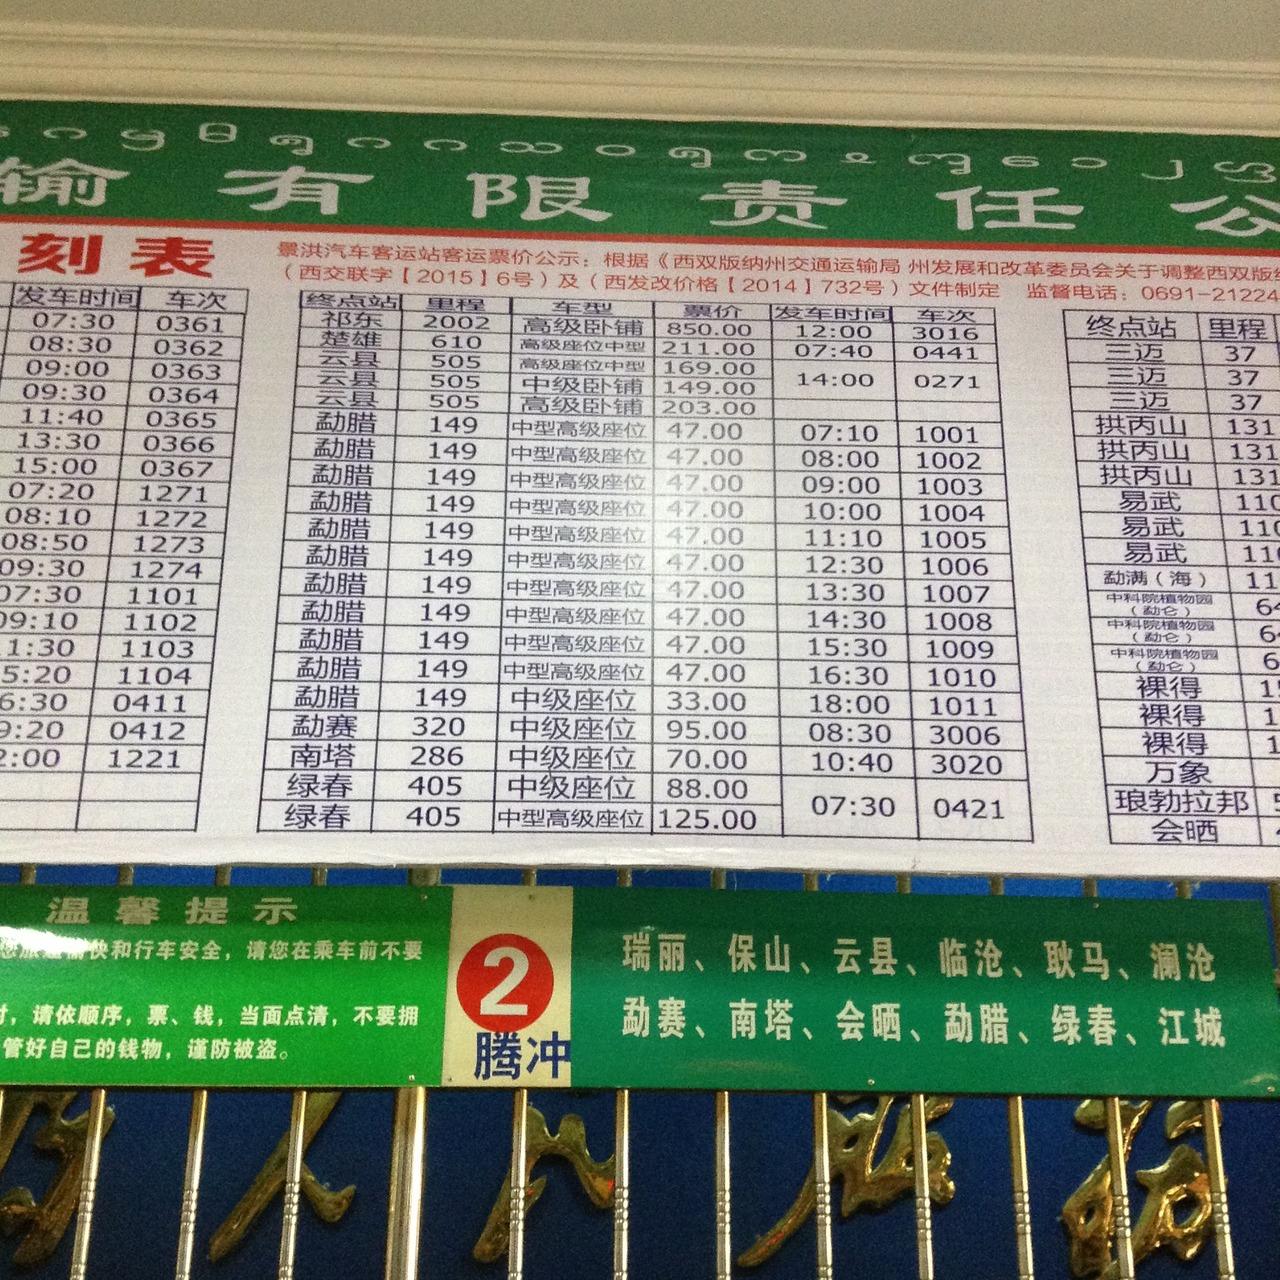 输 有 限 责 任 公
刻表
景洪汽车客运站客运票价公示：根据《西双版纳州交通运输局 州发展和改革委员会关于调整西双版纳
（西交联字【2015】6号）及（西发改价格【2014】732号）文件制定 监督电话：0691-21224
发车时间 车次
07:30 0361
08:30 0362
09:00 0363
09:30 0364
11:40 0365
13:30 0366
15:00 0367
07:20 1271
08:10 1272
08:50 1273
09:30 1274
07:30 1101
09:10 1102
1:30 1103
5:20 1104
6:30 0411
9:20 0412
2:00 1221
终点站 里程 车型 票价 发车时间 车次
祁东 2002 高级卧铺 850.00 12:00 3016
楚雄 610 高级座位中型 211.00 07:40 0441
云县 505 高级座位中型 169.00 14:00 0271
云县 505 中级卧铺 149.00
云县 505 高级卧铺 203.00
勐腊 149 中型高级座位 47.00 07:10 1001
勐腊 149 中型高级座位 47.00 08:00 1002
勐腊 149 中型高级座位 47.00 09:00 1003
勐腊 149 中型高级座位 47.00 10:00 1004
勐腊 149 中型高级座位 47.00 11:10 1005
勐腊 149 中型高级座位 47.00 12:30 1006
勐腊 149 中型高级座位 47.00 13:30 1007
勐腊 149 中型高级座位 47.00 14:30 1008
勐腊 149 中型高级座位 47.00 15:30 1009
勐腊 149 中型高级座位 47.00 16:30 1010
勐腊 149 中级座位 33.00 18:00 1011
勐赛 320 中级座位 95.00 08:30 3006
南塔 286 中级座位 70.00 10:40 3020
绿春 405 中级座位 88.00 07:30 0421
绿春 405 中型高级座位 125.00
终点站 里程
三迈 37
三迈 37
三迈 37
拱丙山 131
拱丙山 131
拱丙山 131
易武 110
易武 110
易武 110
勐满（海） 11
中科院植物园（勐仑） 64
中科院植物园（勐仑） 64
中科院植物园（勐仑） 6
裸得 15
裸得 1
裸得 1
万象
琅勃拉邦
会晒
温馨提示
快和行车安全，请您在乘车前不要
时，请依顺序，票、钱，当面点清，不要拥
管好自己的钱物，谨防被盗。
2
腾冲
瑞丽、保山、云县、临沧、耿马、澜沧
勐赛、南塔、会晒、勐腊、绿春、江城